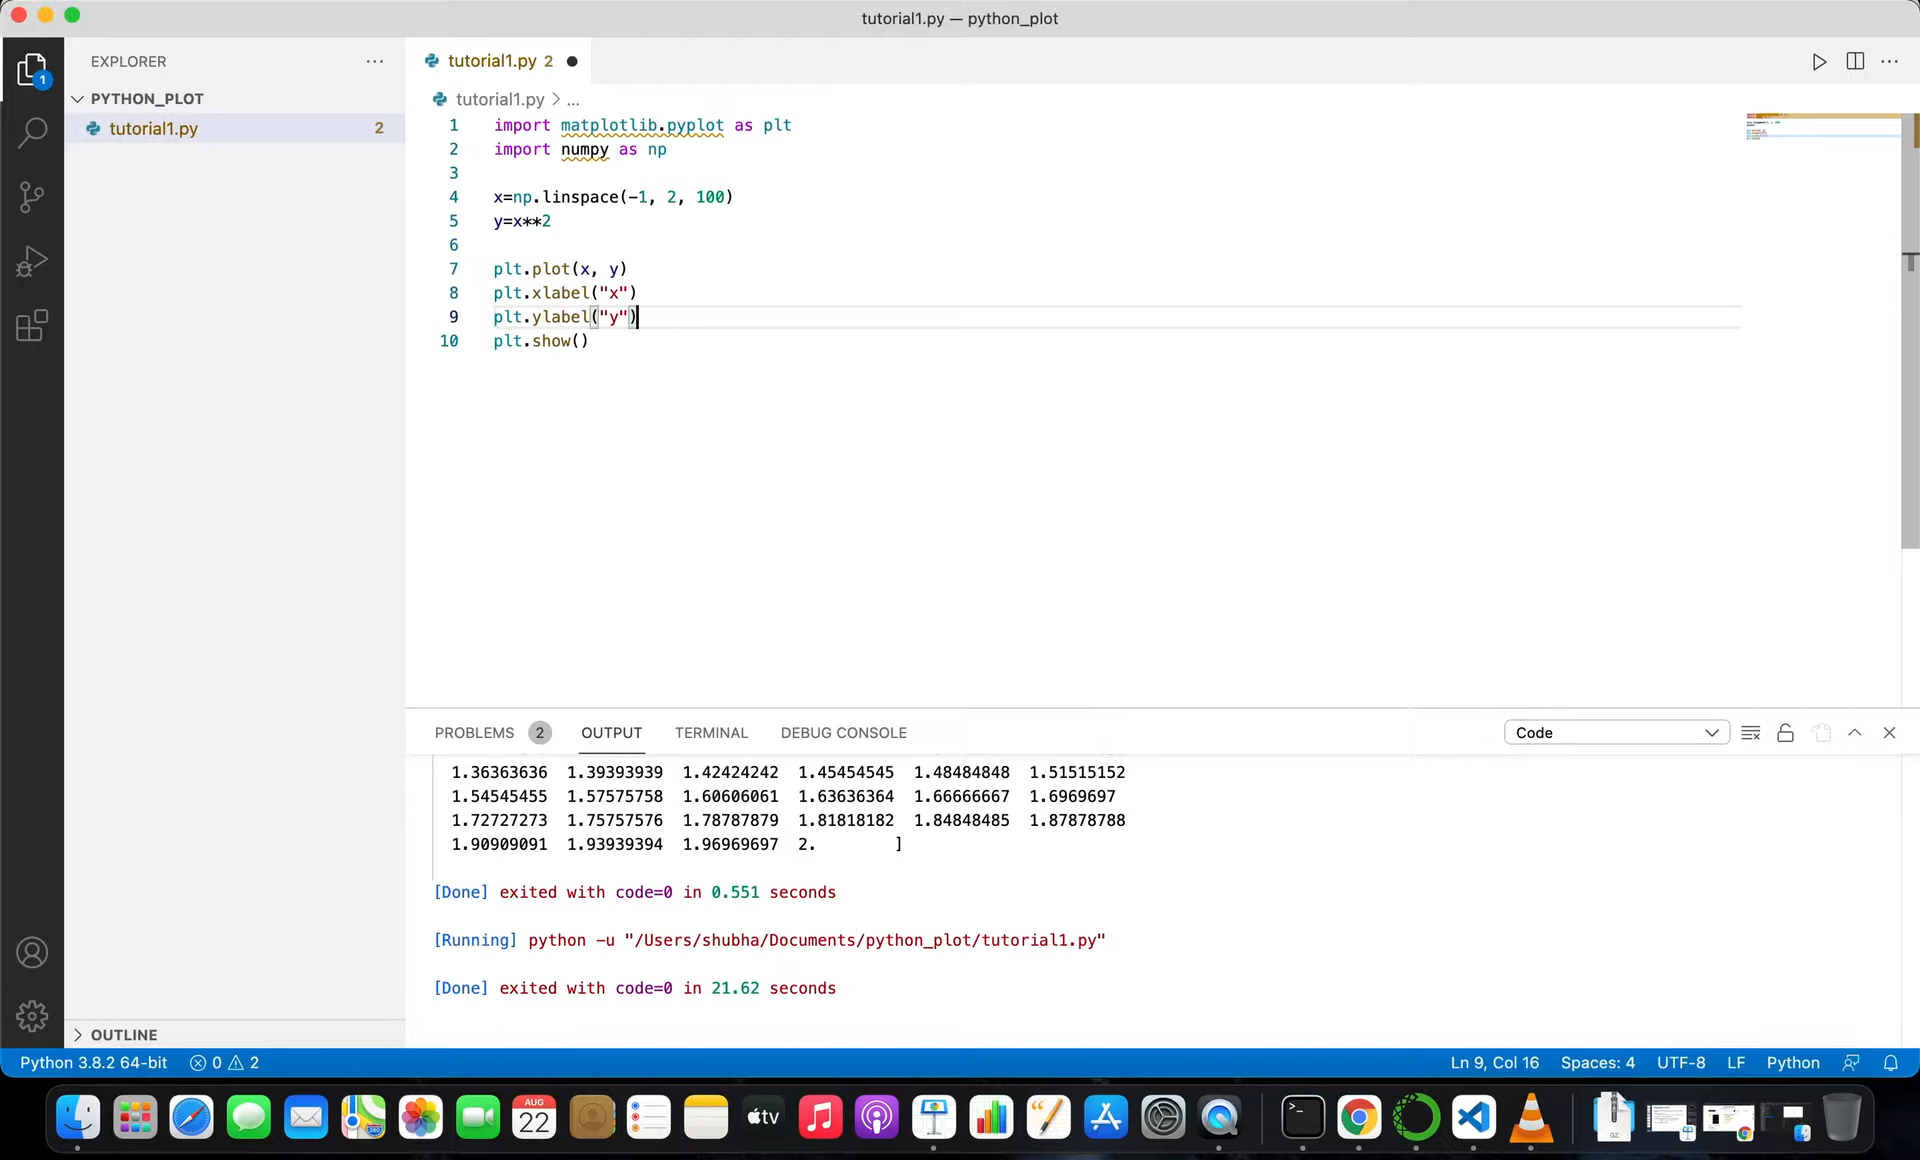 tutorial1.py — python_plot
EXPLORER
PYTHON_PLOT
tutorial1.py 2
1
tutorial1.py 2
tutorial1.py > ...
1 import matplotlib.pyplot as plt
2 import numpy as np
3
4 x=np.linspace(-1, 2, 100)
5 y=x**2
6
7 plt.plot(x, y)
8 plt.xlabel("x")
9 plt.ylabel("y")
10 plt.show()
PROBLEMS 2 OUTPUT TERMINAL DEBUG CONSOLE Code
1.36363636 1.39393939 1.42424242 1.45454545 1.48484848 1.51515152
1.54545455 1.57575758 1.60606061 1.63636364 1.66666667 1.6969697
1.72727273 1.75757576 1.78787879 1.81818182 1.84848485 1.87878788
1.90909091 1.93939394 1.96969697 2. ]
[Done] exited with code=0 in 0.551 seconds
[Running] python -u "/Users/shubha/Documents/python_plot/tutorial1.py"
[Done] exited with code=0 in 21.62 seconds
OUTLINE
Python 3.8.2 64-bit 0 2 Ln 9, Col 16 Spaces: 4 UTF-8 LF Python
AUG
22
tv
GZ